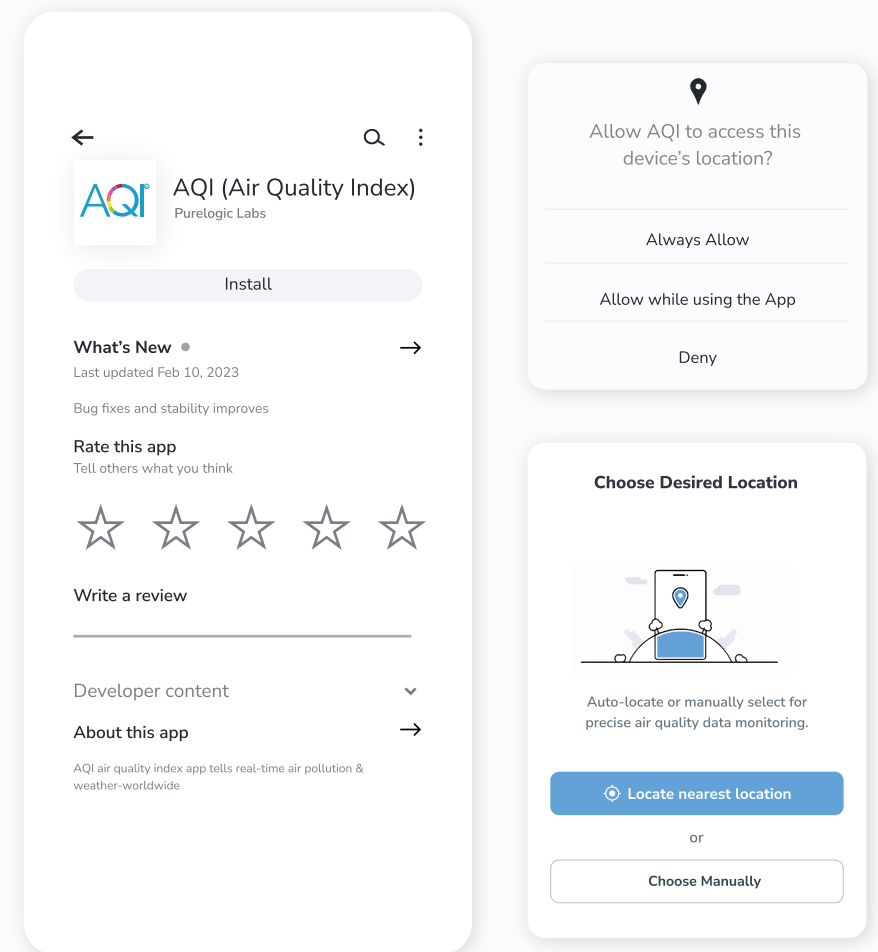 AQI
AQI (Air Quality Index)
Purelogic Labs
Install
What's New
Last updated Feb 10, 2023
Bug fixes and stability improves
Rate this app
Tell others what you think
Write a review
Developer content
About this app
AQI air quality index app tells real-time air pollution &
weather-worldwide
Allow AQI to access this
device's location?
Always Allow
Allow while using the App
Deny
Choose Desired Location
Auto-locate or manually select for
precise air quality data monitoring.
Locate nearest location
or
Choose Manually